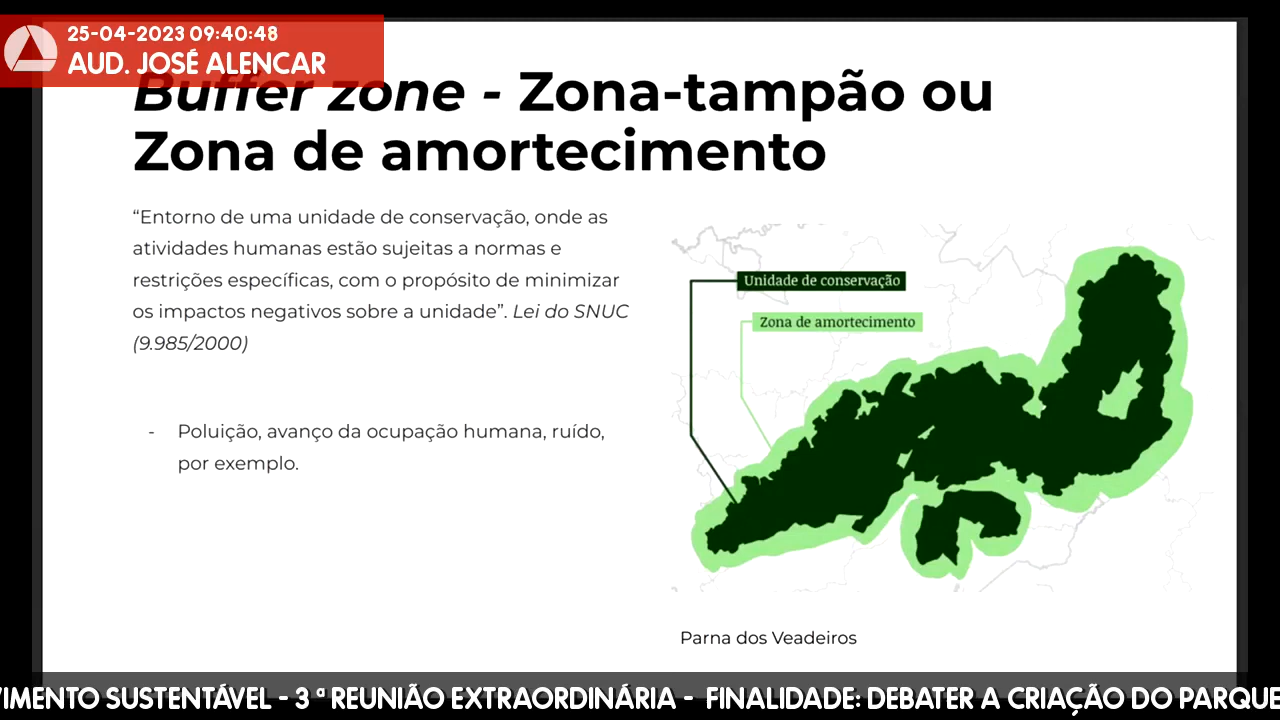 25-04-2023 09:40:48
AUD. JOSÉ ALENCAR
Buffer zone - Zona-tampão ou
Zona de amortecimento
“Entorno de uma unidade de conservação, onde as
atividades humanas estão sujeitas a normas e
restrições específicas, com o propósito de minimizar
os impactos negativos sobre a unidade”. Lei do SNUC
(9.985/2000)
- Poluição, avanço da ocupação humana, ruído,
por exemplo.
Unidade de conservação
Zona de amortecimento
Parna dos Veadeiros
VIMENTO SUSTENTÁVEL - 3 ª REUNIÃO EXTRAORDINÁRIA - FINALIDADE: DEBATER A CRIAÇÃO DO PARQUE